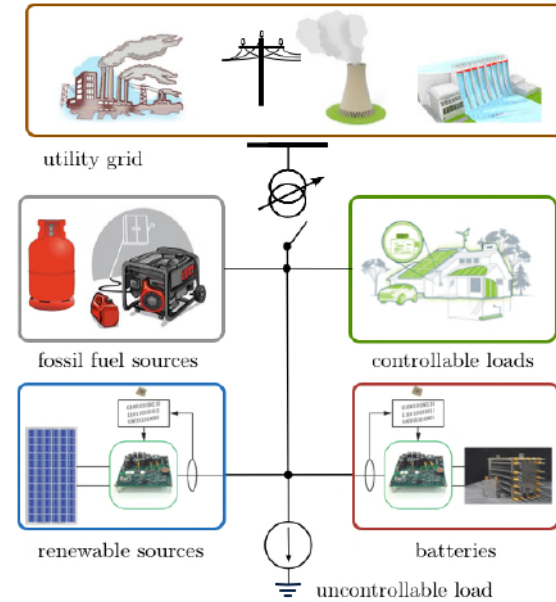 utility grid
fossil fuel sources
controllable loads
renewable sources
batteries
uncontrollable load